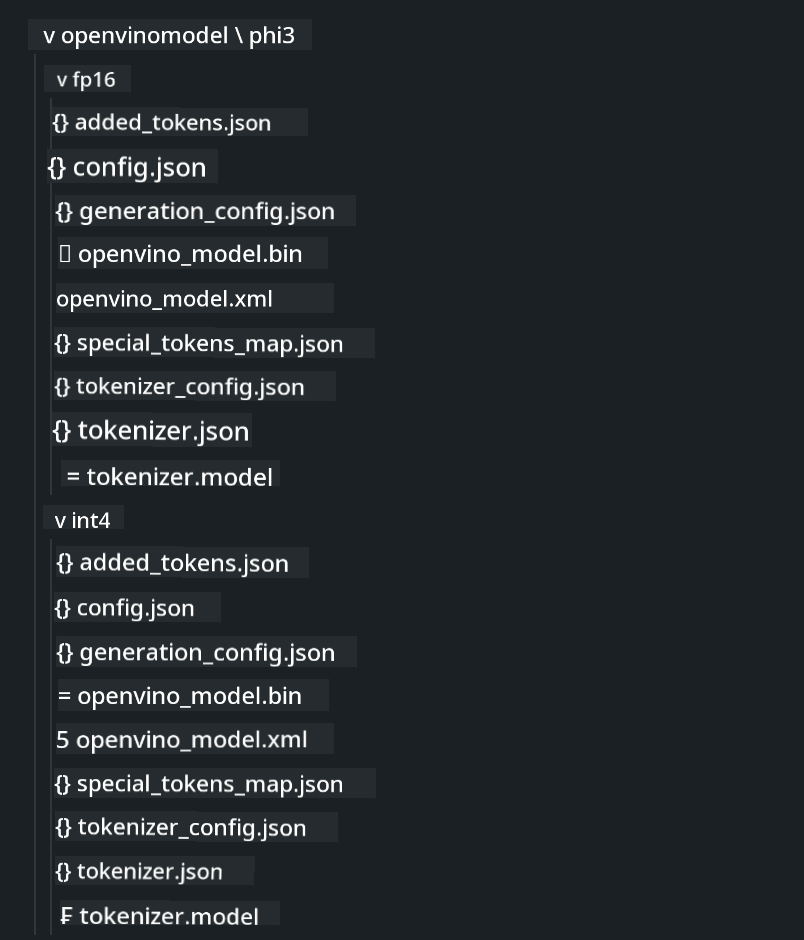 v openvinomodel \ phi3
v fp16
{} added_tokens.json
{} config.json
{} generation_config.json
▯ openvino_model.bin
openvino_model.xml
{} special_tokens_map.json
{} tokenizer_config.json
{} tokenizer.json
= tokenizer.model
v int4
{} added_tokens.json
{} config.json
{} generation_config.json
= openvino_model.bin
5 openvino_model.xml
{} special_tokens_map.json
{} tokenizer_config.json
{} tokenizer.json
₣ tokenizer.model